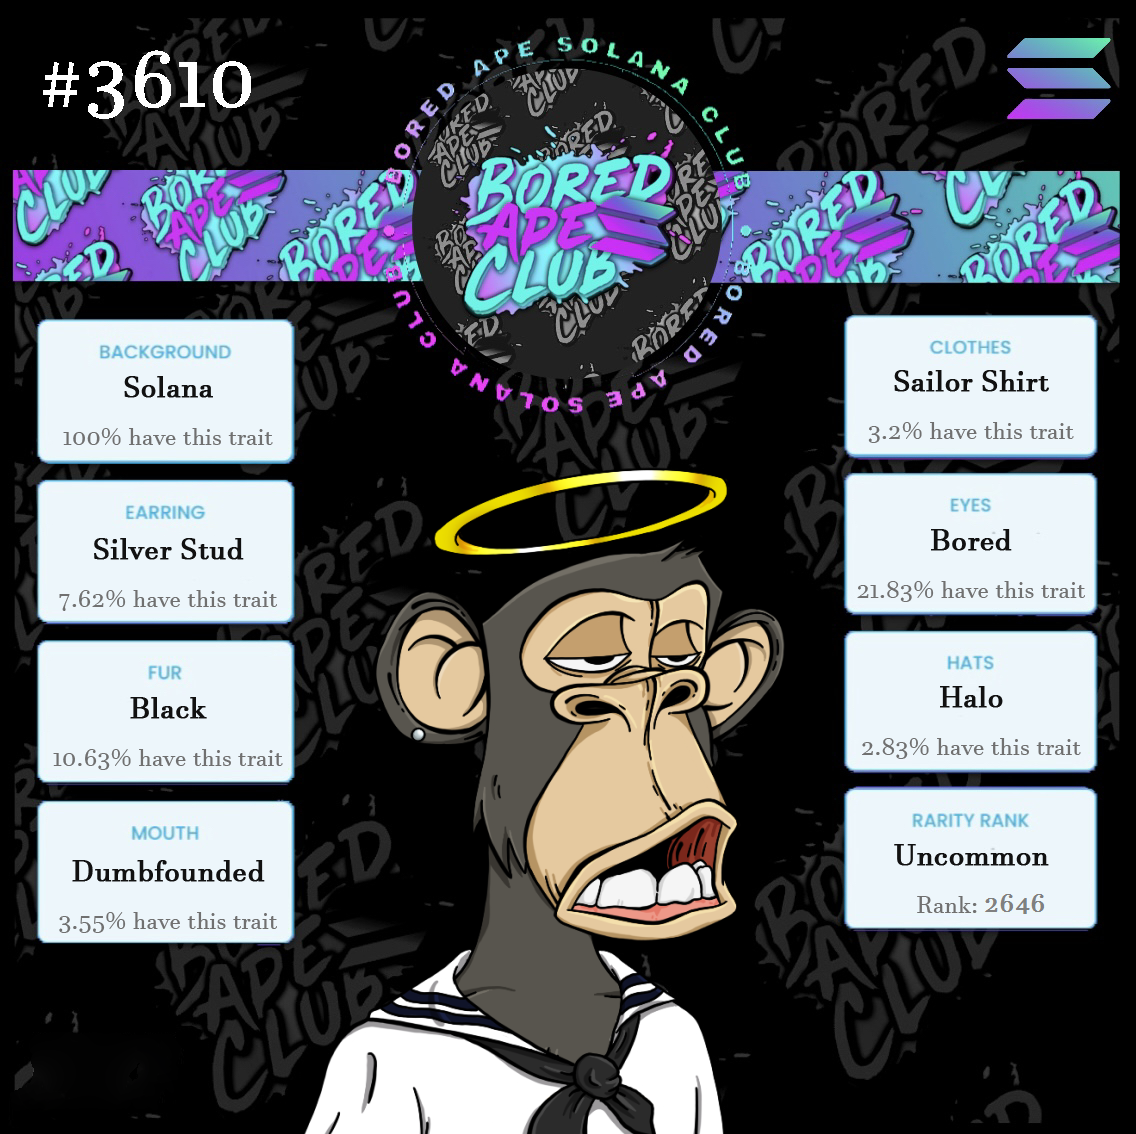 #3610
BORED APE SOLANA CLUB
BORED APE SOLANA CLUB
BORED
APE
CLUB
BACKGROUND
Solana
100% have this trait
EARRING
Silver Stud
7.62% have this trait
FUR
Black
10.63% have this trait
MOUTH
Dumbfounded
3.55% have this trait
CLOTHES
Sailor Shirt
3.2% have this trait
EYES
Bored
21.83% have this trait
HATS
Halo
2.83% have this trait
RARITY RANK
Uncommon
Rank: 2646